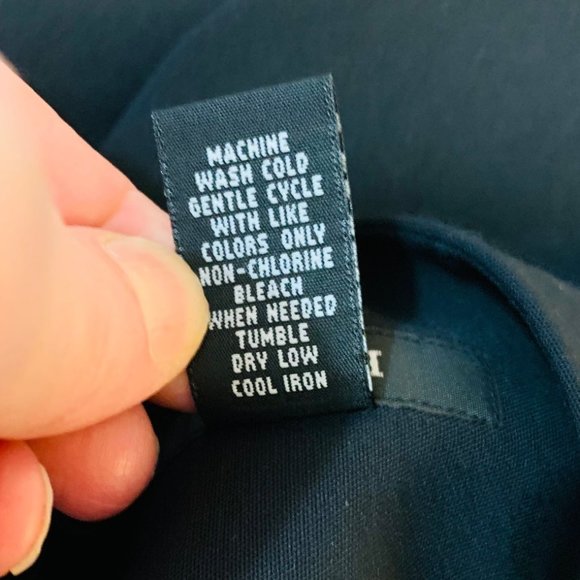 MACHINE
WASH COLD
GENTLE CYCLE
WITH LIKE
COLORS ONLY
NON-CHLORINE
BLEACH
WHEN NEEDED
TUMBLE
DRY LOW
COOL IRON